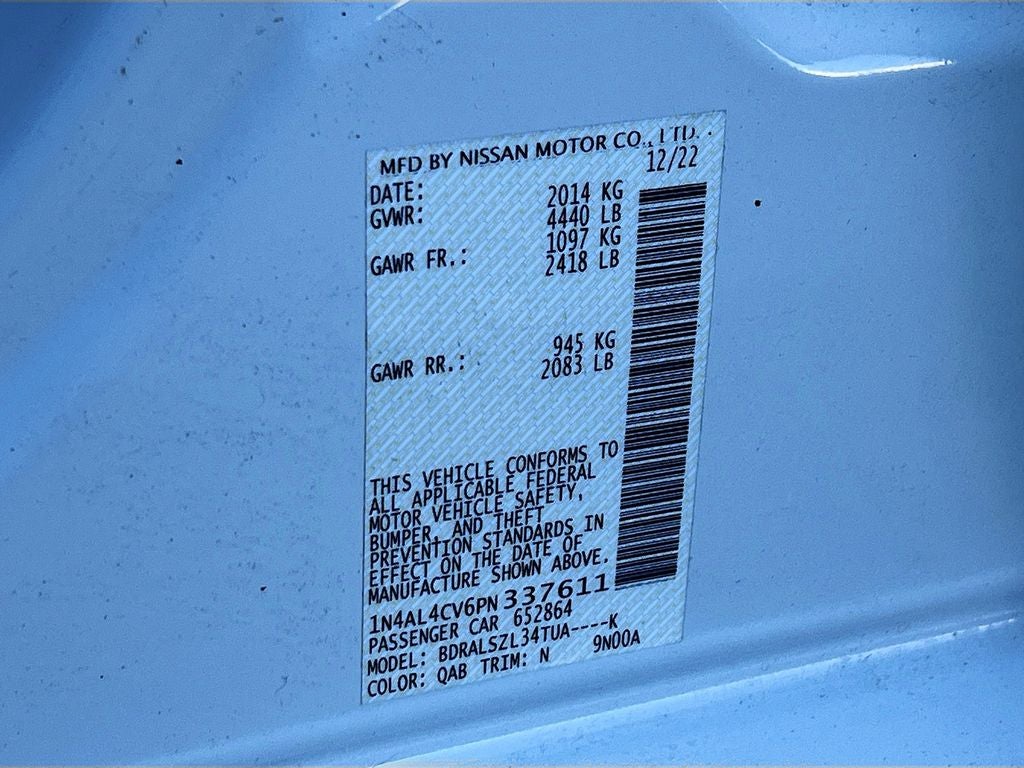 MFD BY NISSAN MOTOR CO., LTD.
DATE: 12/22
GVWR: 2014 KG
4440 LB
GAWR FR.: 1097 KG
2418 LB
GAWR RR.: 945 KG
2083 LB
THIS VEHICLE CONFORMS TO
ALL APPLICABLE FEDERAL
MOTOR VEHICLE SAFETY,
BUMPER, AND THEFT
PREVENTION STANDARDS IN
EFFECT ON THE DATE OF
MANUFACTURE SHOWN ABOVE.
1N4AL4CV6PN337611
PASSENGER CAR 652864
MODEL: BDRALSZL34TUA----K
COLOR: QAB TRIM: N 9N00A